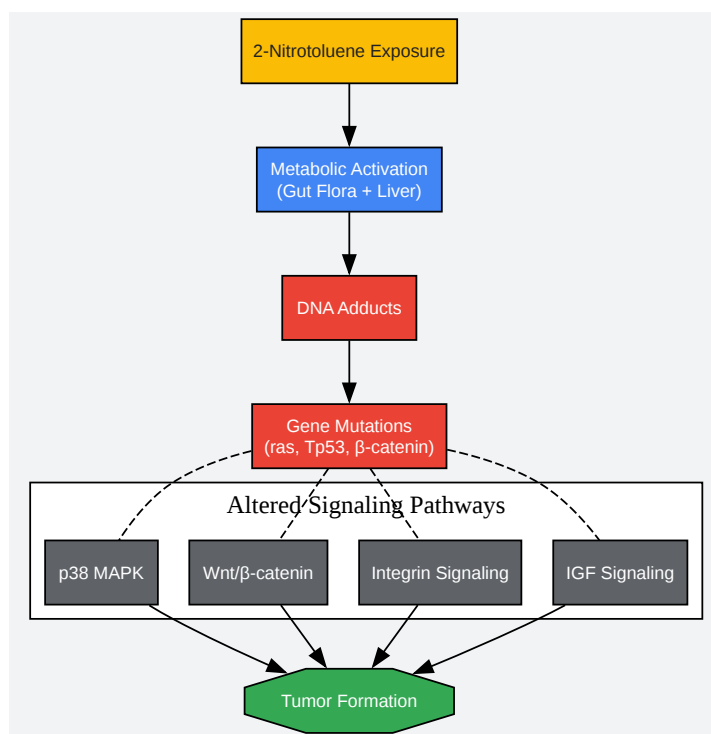 2-Nitrotoluene Exposure
Metabolic Activation
(Gut Flora + Liver)
DNA Adducts
Gene Mutations
(ras, Tp53, β-catenin)
Altered Signaling Pathways
p38 MAPK
Wnt/β-catenin
Integrin Signaling
IGF Signaling
Tumor Formation